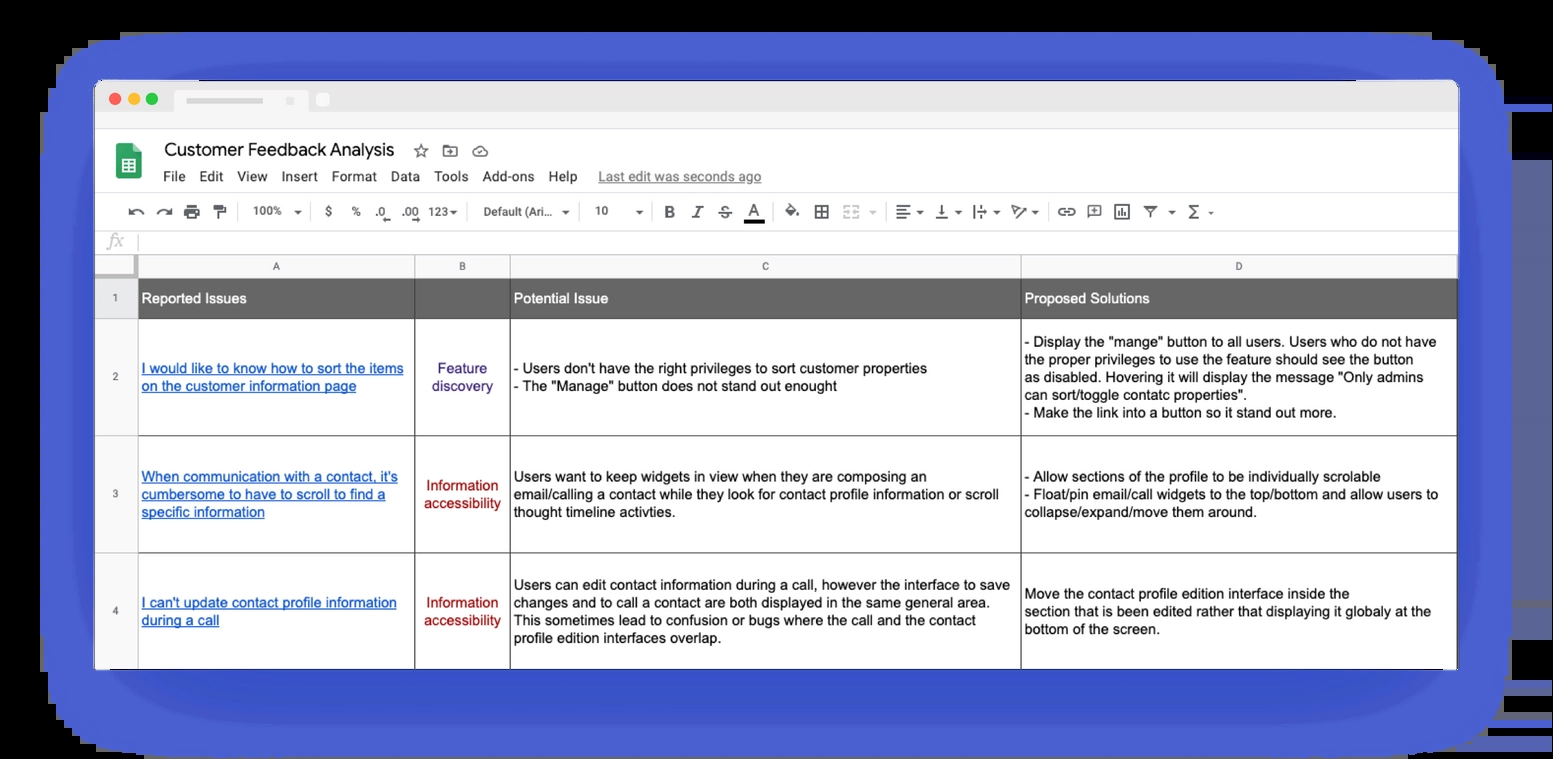 Customer Feedback Analysis
File Edit View Insert Format Data Tools Add-ons Help Last edit was seconds ago
100% $ % .0 .00 123 Default (Ari... 10 B I S A Σ
fx
A B C D
1 Reported Issues Potential Issue Proposed Solutions
2
I would like to know how to sort the items
on the customer information page
Feature
discovery
- Users don't have the right privileges to sort customer properties
- The "Manage" button does not stand out enought
- Display the "mange" button to all users. Users who do not have
the proper privileges to use the feature should see the button
as disabled. Hovering it will display the message "Only admins
can sort/toggle contatc properties".
- Make the link into a button so it stand out more.
3
When communication with a contact, it's
cumbersome to have to scroll to find a
specific information
Information
accessibility
Users want to keep widgets in view when they are composing an
email/calling a contact while they look for contact profile information or scroll
thought timeline activties.
- Allow sections of the profile to be individually scrolable
- Float/pin email/call widgets to the top/bottom and allow users to
collapse/expand/move them around.
4
I can't update contact profile information
during a call
Information
accessibility
Users can edit contact information during a call, however the interface to save
changes and to call a contact are both displayed in the same general area.
This sometimes lead to confusion or bugs where the call and the contact
profile edition interfaces overlap.
Move the contact profile edition interface inside the
section that is been edited rather that displaying it globaly at the
bottom of the screen.